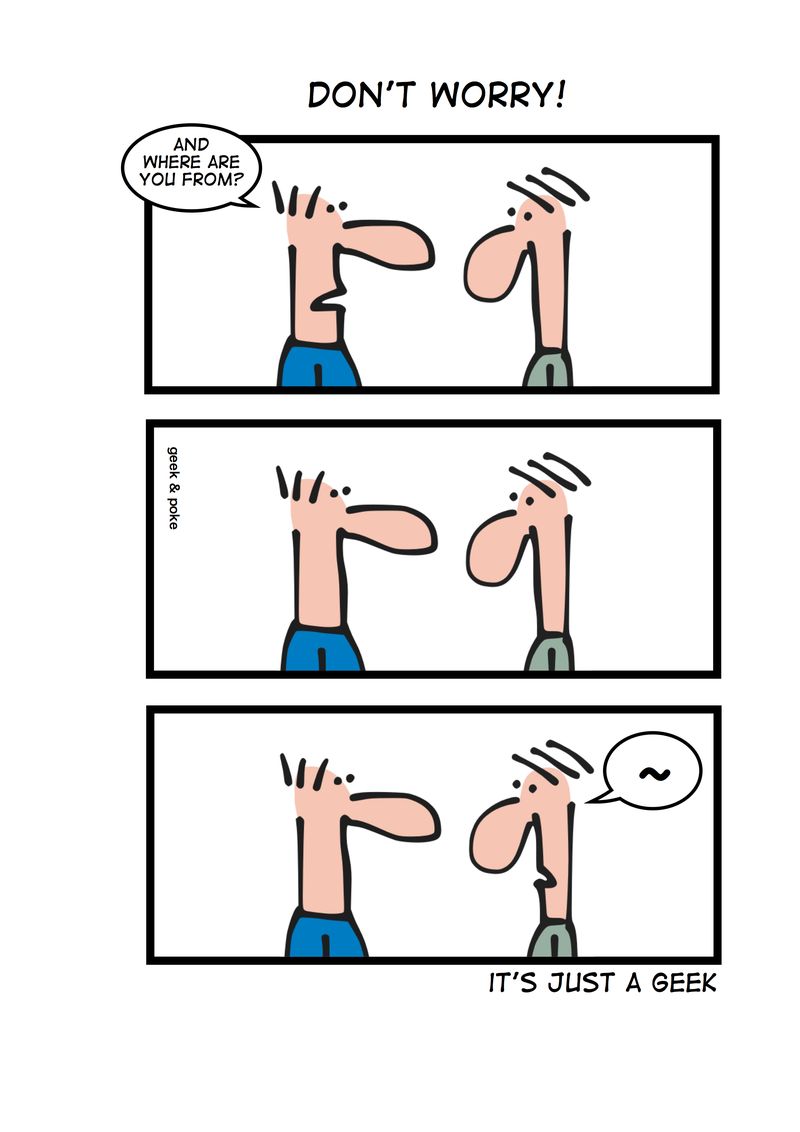 DON'T WORRY!
AND
WHERE ARE
YOU FROM?
geek & poke
~
IT'S JUST A GEEK